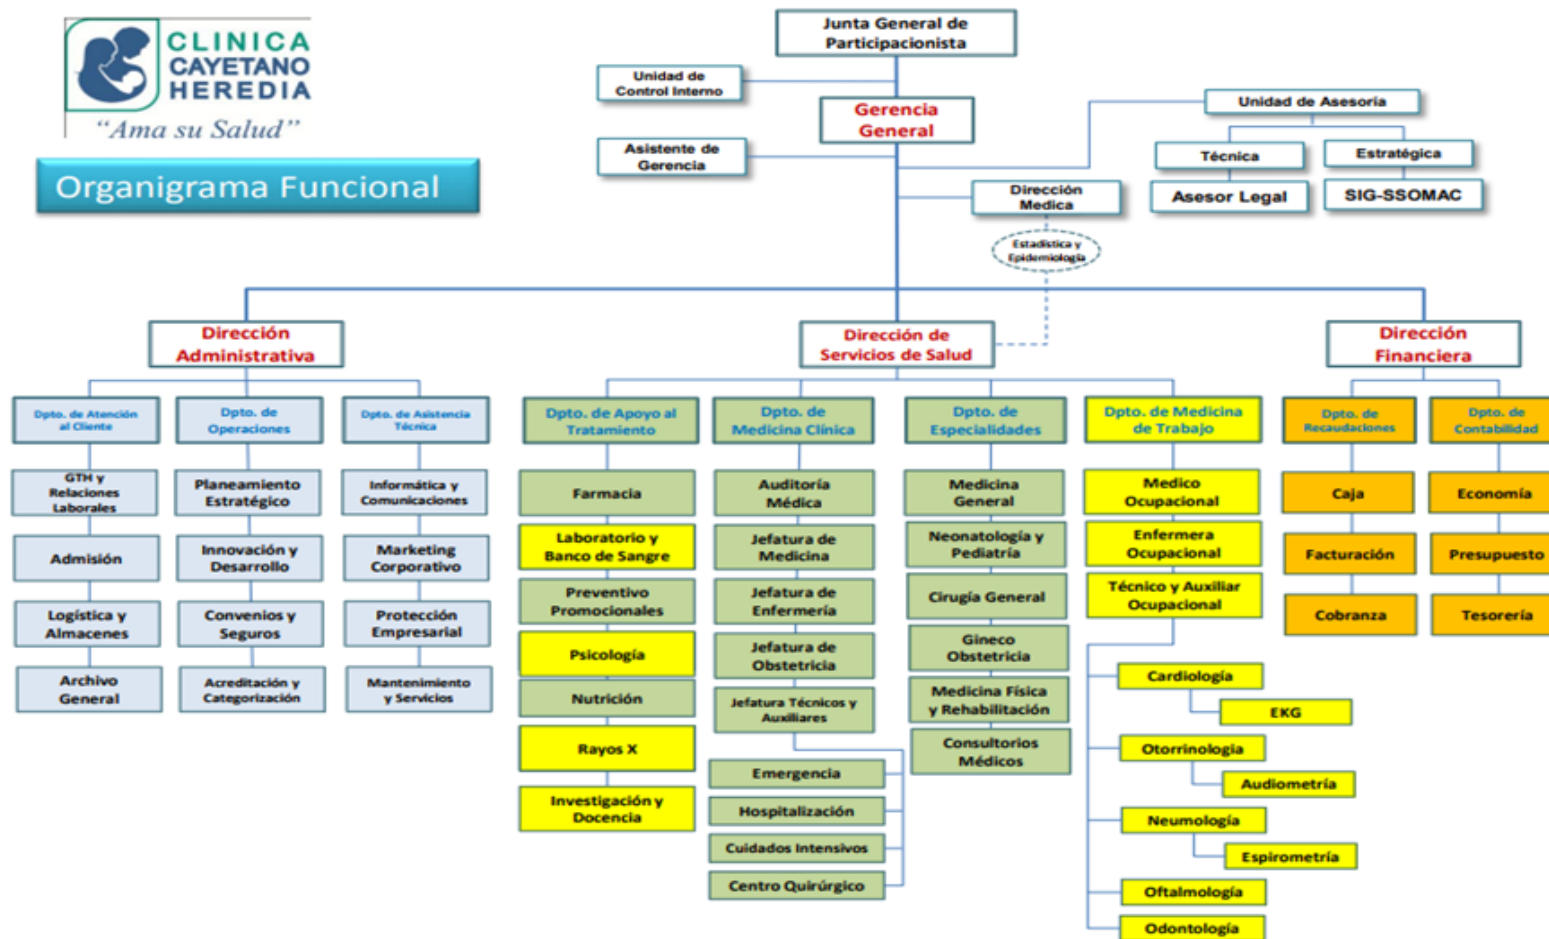 CLINICA
CAYETANO
HEREDIA
“Ama su Salud”
Organigrama Funcional
Junta General de
Participacionista
Unidad de
Control Interno
Gerencia
General
Unidad de Asesoria
Asistente de
Gerencia
Técnica
Estratégica
Asesor Legal
SIG-SSOMAC
Dirección
Medica
Estadística y
Epidemiología
Dirección
Administrativa
Dirección de
Servicios de Salud
Dirección
Financiera
Dpto. de Atención
al Cliente
GTH y
Relaciones
Laborales
Admisión
Logística y
Almacenes
Archivo
General
Dpto. de
Operaciones
Planeamiento
Estratégico
Innovación y
Desarrollo
Convenios y
Seguros
Acreditación y
Categorización
Dpto. de Asistencia
Técnica
Informática y
Comunicaciones
Marketing
Corporativo
Protección
Empresarial
Mantenimiento
y Servicios
Dpto. de Apoyo al
Tratamiento
Farmacia
Laboratorio y
Banco de Sangre
Preventivo
Promocionales
Psicología
Nutrición
Rayos X
Investigación y
Docencia
Dpto. de
Medicina Clínica
Auditoría
Médica
Jefatura de
Medicina
Jefatura de
Enfermería
Jefatura de
Obstetricia
Jefatura Técnicos y
Auxiliares
Emergencia
Hospitalización
Cuidados Intensivos
Centro Quirúrgico
Dpto. de
Especialidades
Medicina
General
Neonatología y
Pediatría
Cirugía General
Gineco
Obstetricia
Medicina Física
y Rehabilitación
Consultorios
Médicos
Dpto. de Medicina
de Trabajo
Medico
Ocupacional
Enfermera
Ocupacional
Técnico y Auxiliar
Ocupacional
Cardiología
EKG
Otorrinologia
Audiometría
Neumología
Espirometría
Oftalmología
Odontología
Dpto. de
Recaudaciones
Caja
Facturación
Cobranza
Dpto. de
Contabilidad
Economía
Presupuesto
Tesorería